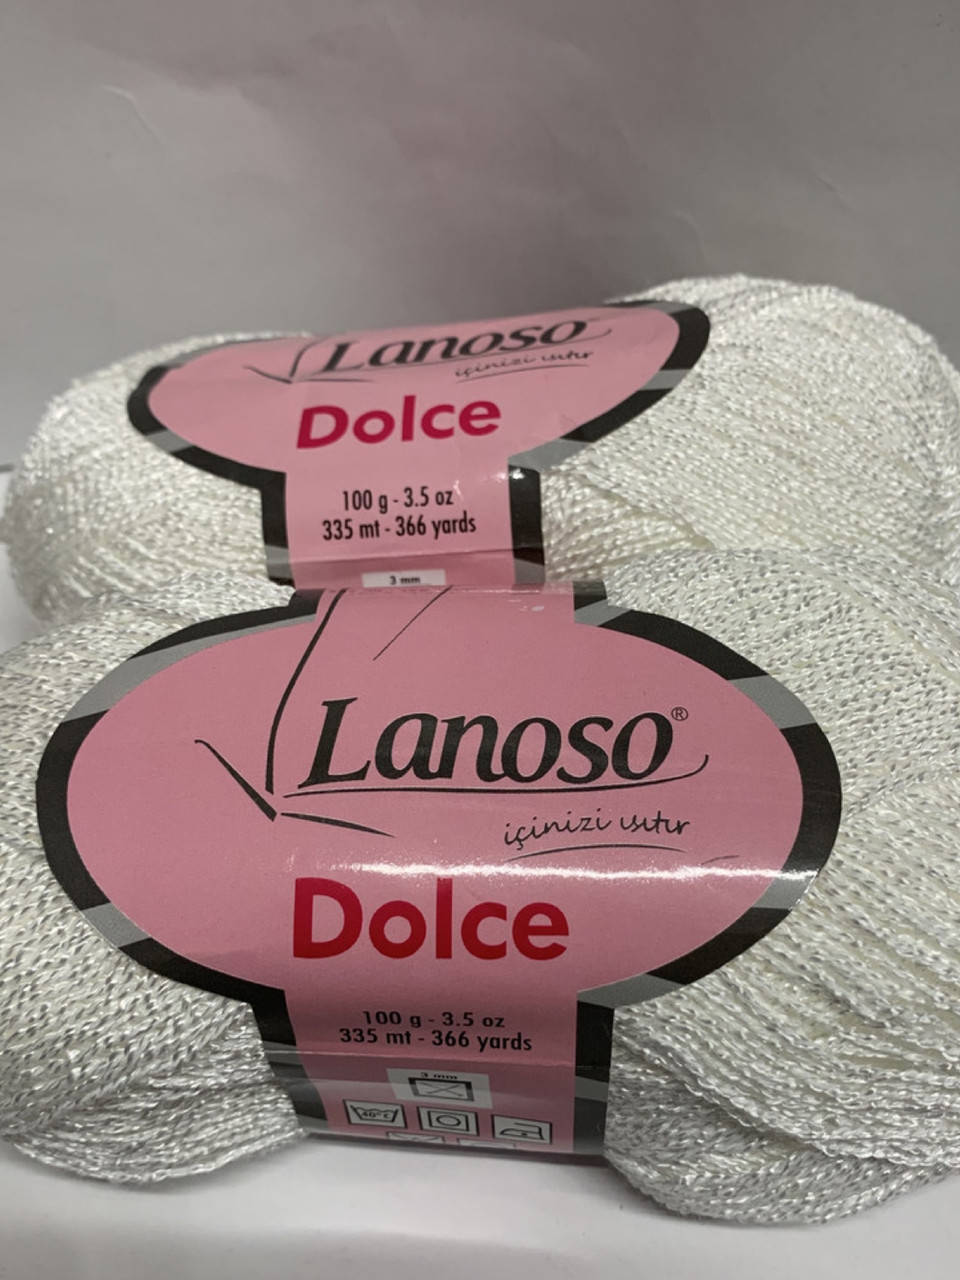 Lanoso
içinizi ısıtır
Dolce
100 g - 3.5 oz
335 mt - 366 yards
3 mm
Lanoso®
içinizi ısıtır
Dolce
100 g - 3.5 oz
335 mt - 366 yards
3 mm
40°C